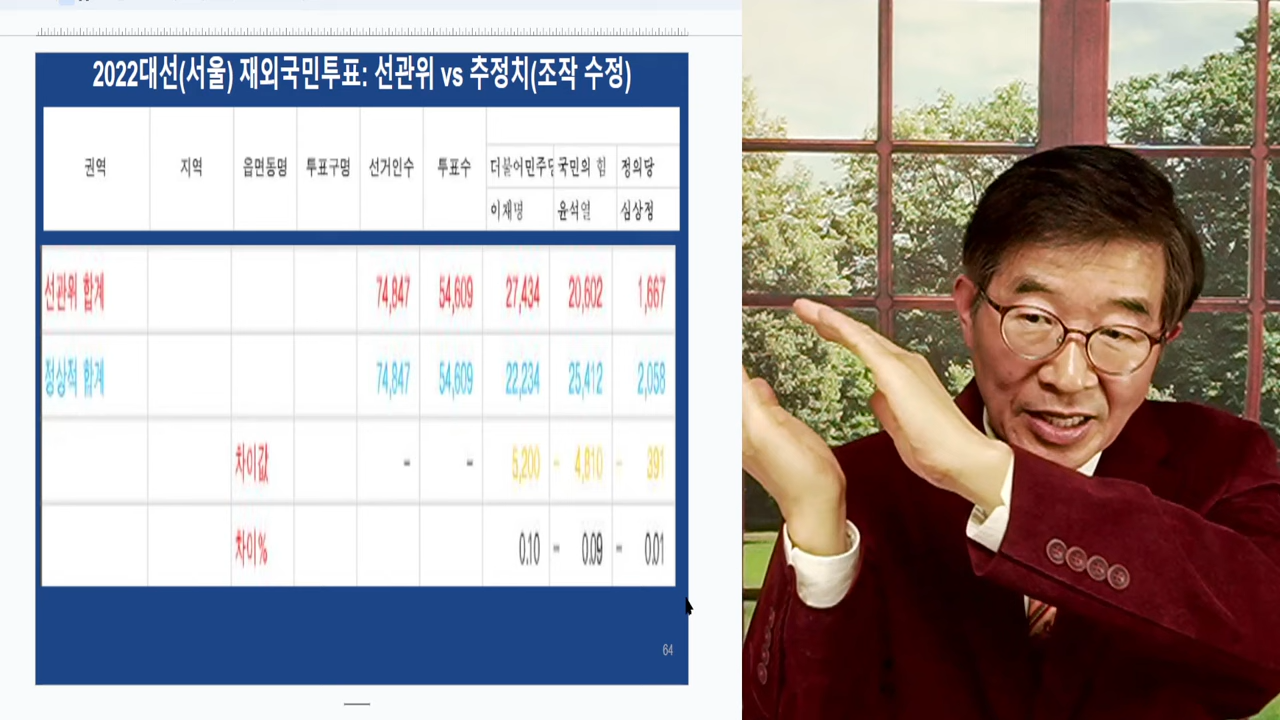 2022대선(서울) 재외국민투표: 선관위 vs 추정치(조작 수정)
권역 지역 읍면동명 투표구명 선거인수 투표수 더불어민주당 국민의 힘 정의당
이재명 윤석열 심상정
선관위 합계 74,847 54,609 27,434 20,602 1,667
정상적 합계 74,847 54,609 22,234 25,412 2,058
차이값 - - 5,200 - 4,810 - 391
차이% 0.10 - 0.09 - 0.01
64